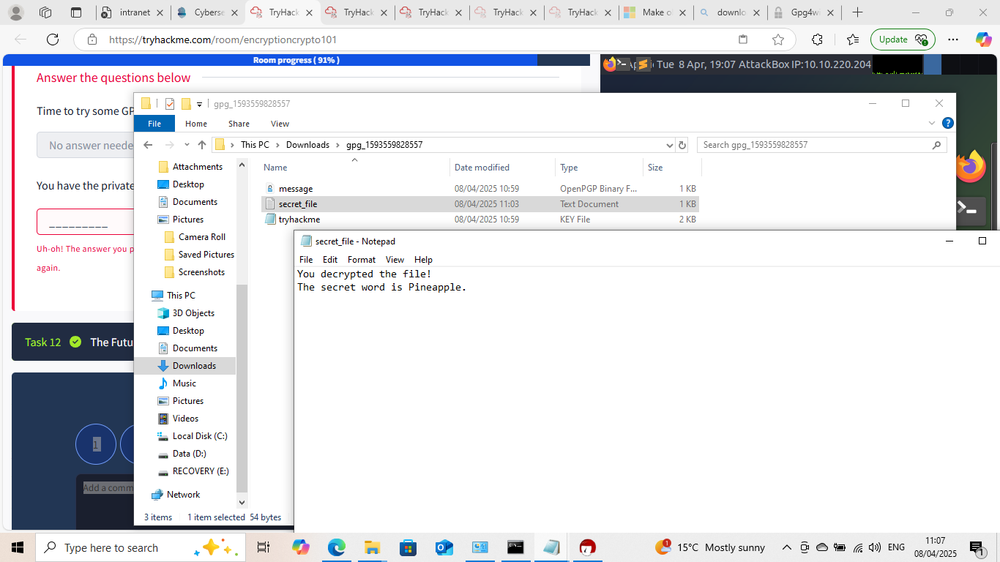 intranet
Cyberse
TryHack
TryHack
TryHack
TryHack
TryHack
Make o
downlo
Gpg4wi
https://tryhackme.com/room/encryptioncrypto101
Update
Room progress ( 91% )
Tue 8 Apr, 19:07 AttackBox IP:10.10.220.204
Answer the questions below
Time to try some GP
No answer neede
You have the private
_________
Uh-oh! The answer you p
again.
Task 12
The Futu
1
Add a comm
gpg_1593559828557
File
Home
Share
View
This PC
Downloads
gpg_1593559828557
Search gpg_1593559828557
Attachments
Desktop
Documents
Pictures
Camera Roll
Saved Pictures
Screenshots
This PC
3D Objects
Desktop
Documents
Downloads
Music
Pictures
Videos
Local Disk (C:)
Data (D:)
RECOVERY (E:)
Network
Name
Date modified
Type
Size
message
08/04/2025 10:59
OpenPGP Binary F...
1 KB
secret_file
08/04/2025 11:03
Text Document
1 KB
tryhackme
08/04/2025 10:59
KEY File
2 KB
3 items
1 item selected 54 bytes
secret_file - Notepad
File
Edit
Format
View
Help
You decrypted the file!
The secret word is Pineapple.
Type here to search
1
15°C Mostly sunny
ENG
11:07
08/04/2025
1